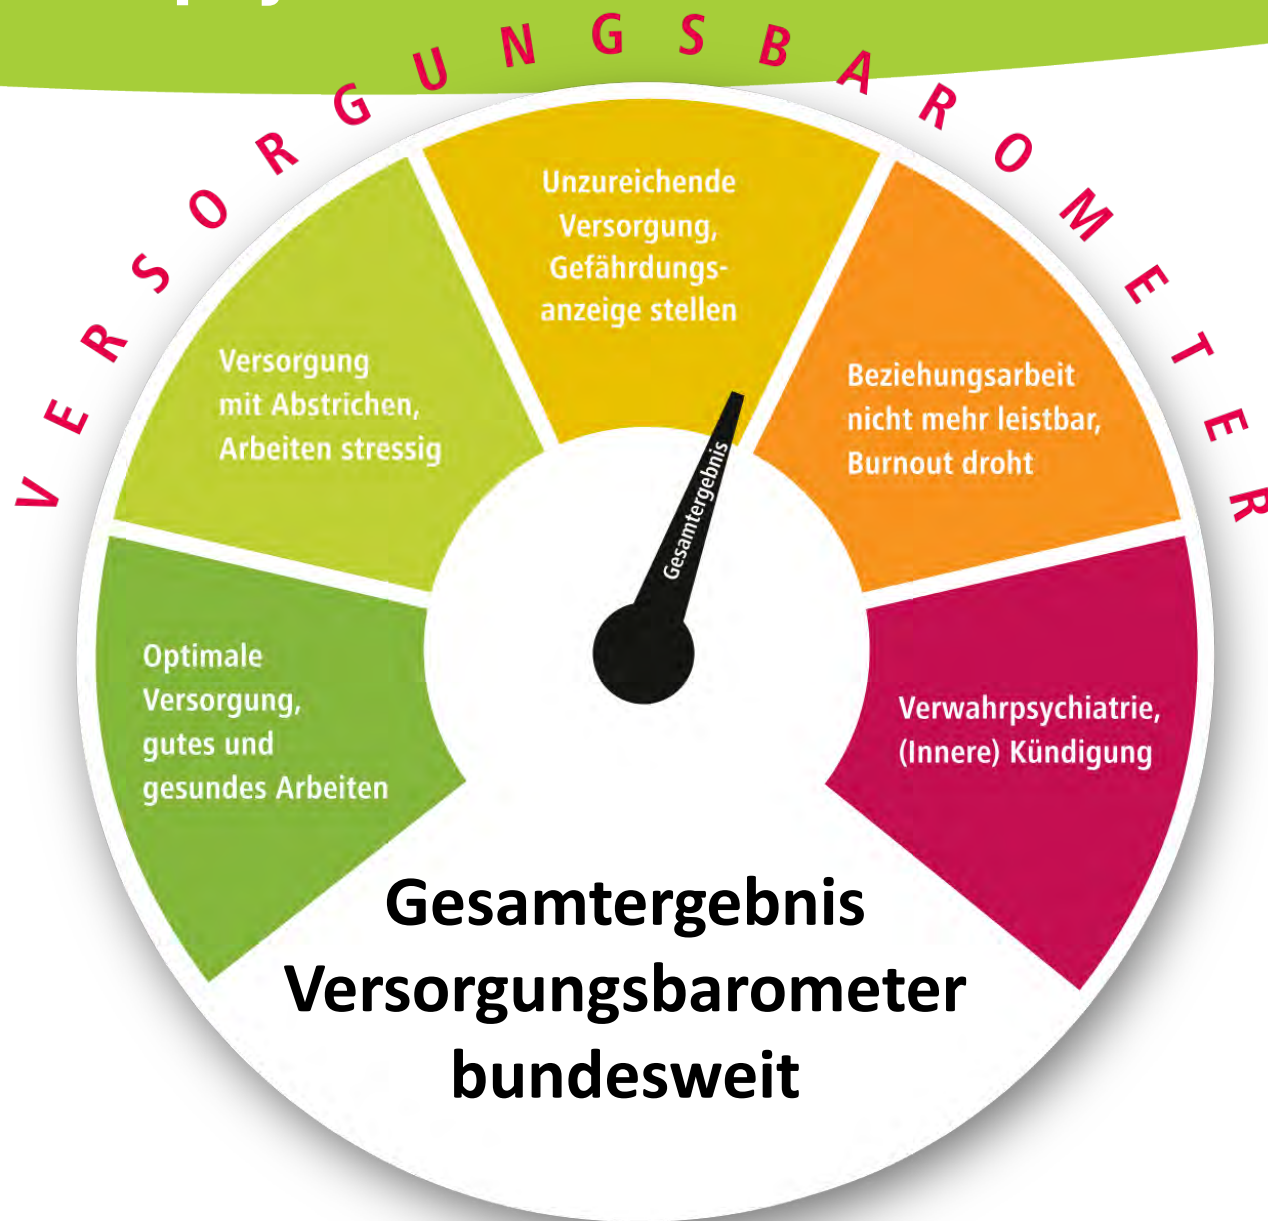 VERSORGUNGSBAROMETER
Unzureichende
Versorgung,
Gefährdungs-
anzeige stellen
Versorgung
mit Abstrichen,
Arbeiten stressig
Beziehungsarbeit
nicht mehr leistbar,
Burnout droht
Gesamtergebnis
Optimale
Versorgung,
gutes und
gesundes Arbeiten
Verwahrpsychiatrie,
(Innere) Kündigung
Gesamtergebnis
Versorgungsbarometer
bundesweit